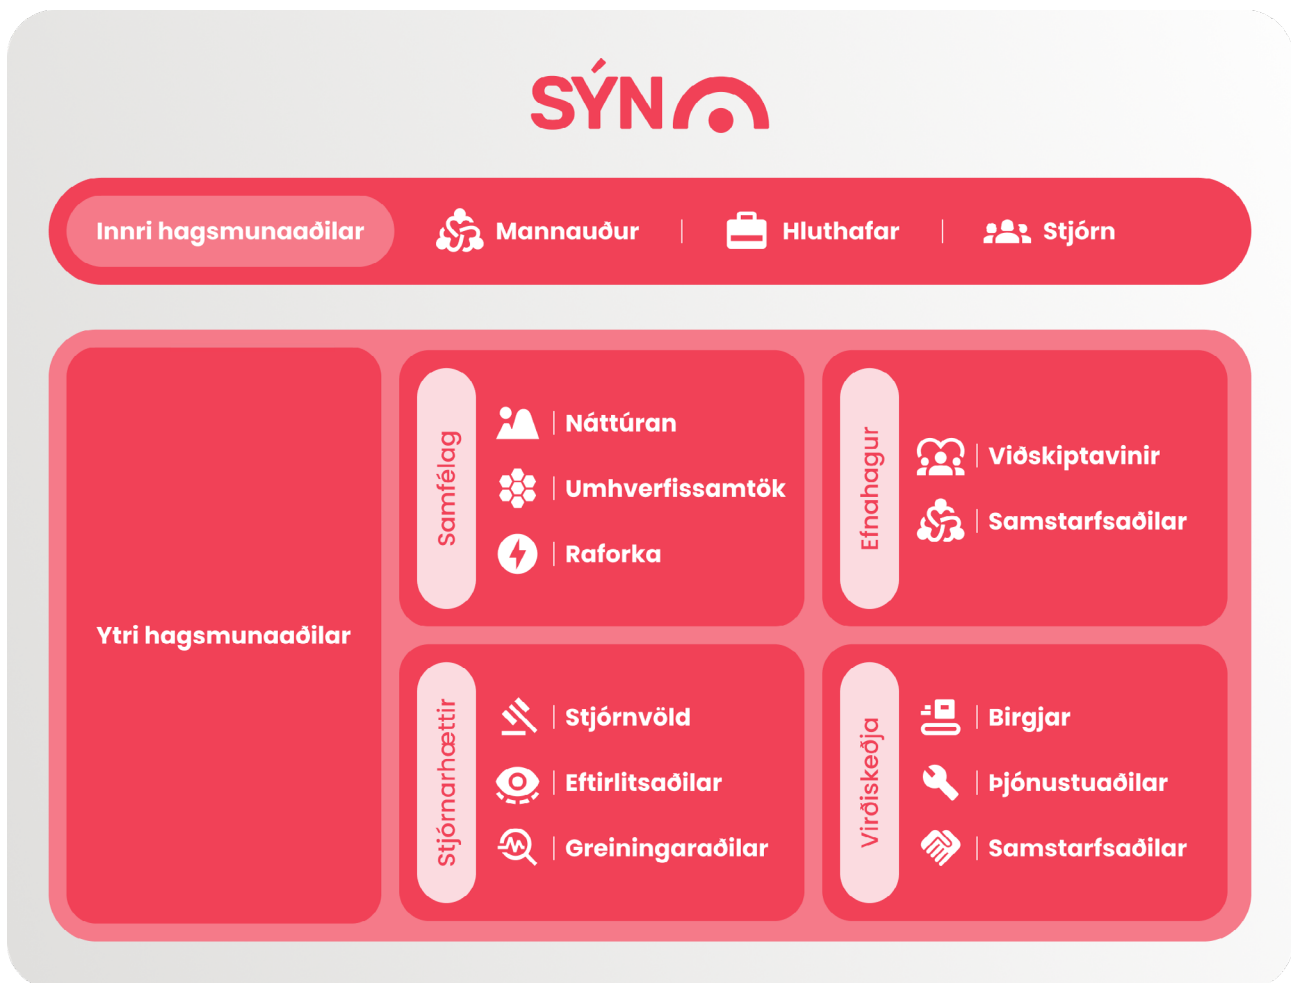 SÝN
Innri hagsmunaaðilar
Mannauður
Hluthafar
Stjórn
Ytri hagsmunaaðilar
Samfélag
Náttúran
Umhverfissamtök
Raforka
Efnahagur
Viðskiptavinir
Samstarfsaðilar
Stjórnarhættir
Stjórnvöld
Eftirlitsaðilar
Greiningaraðilar
Virðiskeðja
Birgjar
Þjónustuaðilar
Samstarfsaðilar